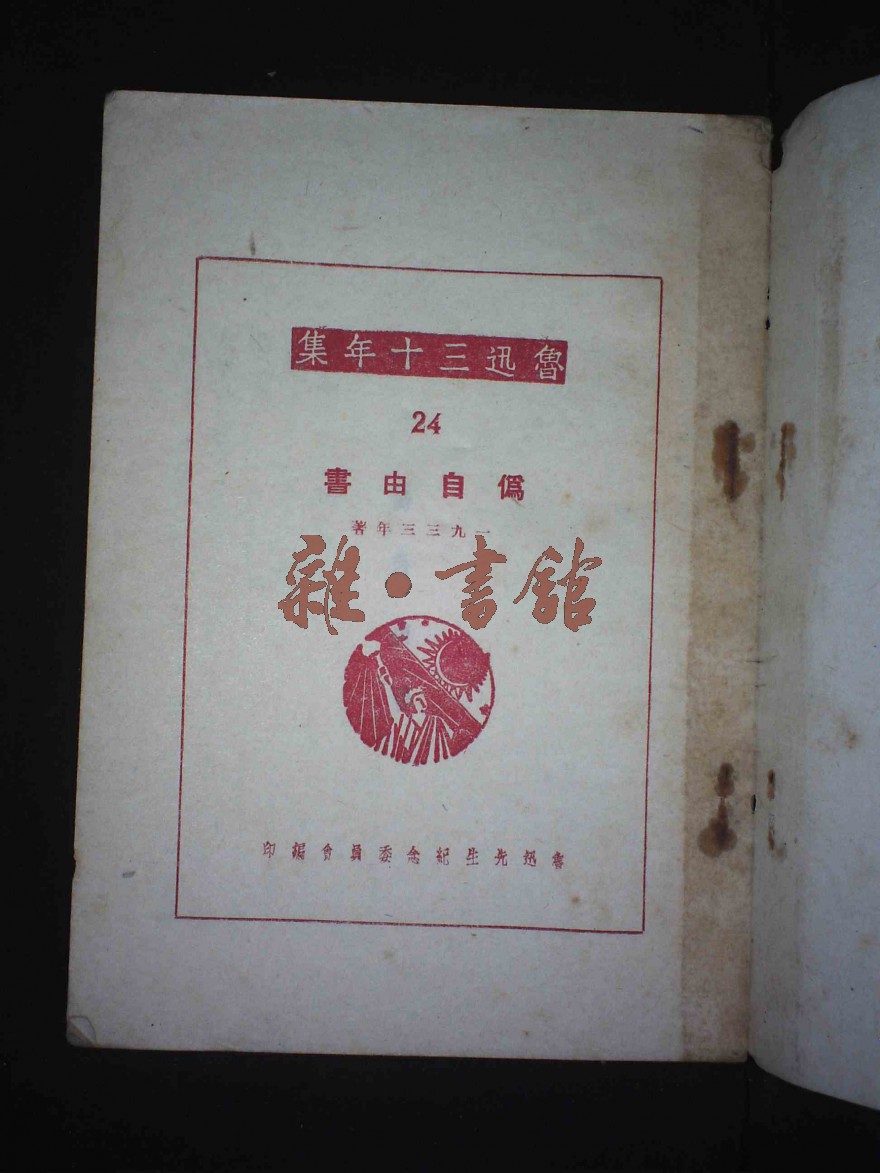 魯迅三十年集
24
僞自由書
一九三三年著
雜•書館
魯迅先生紀念委員會編印